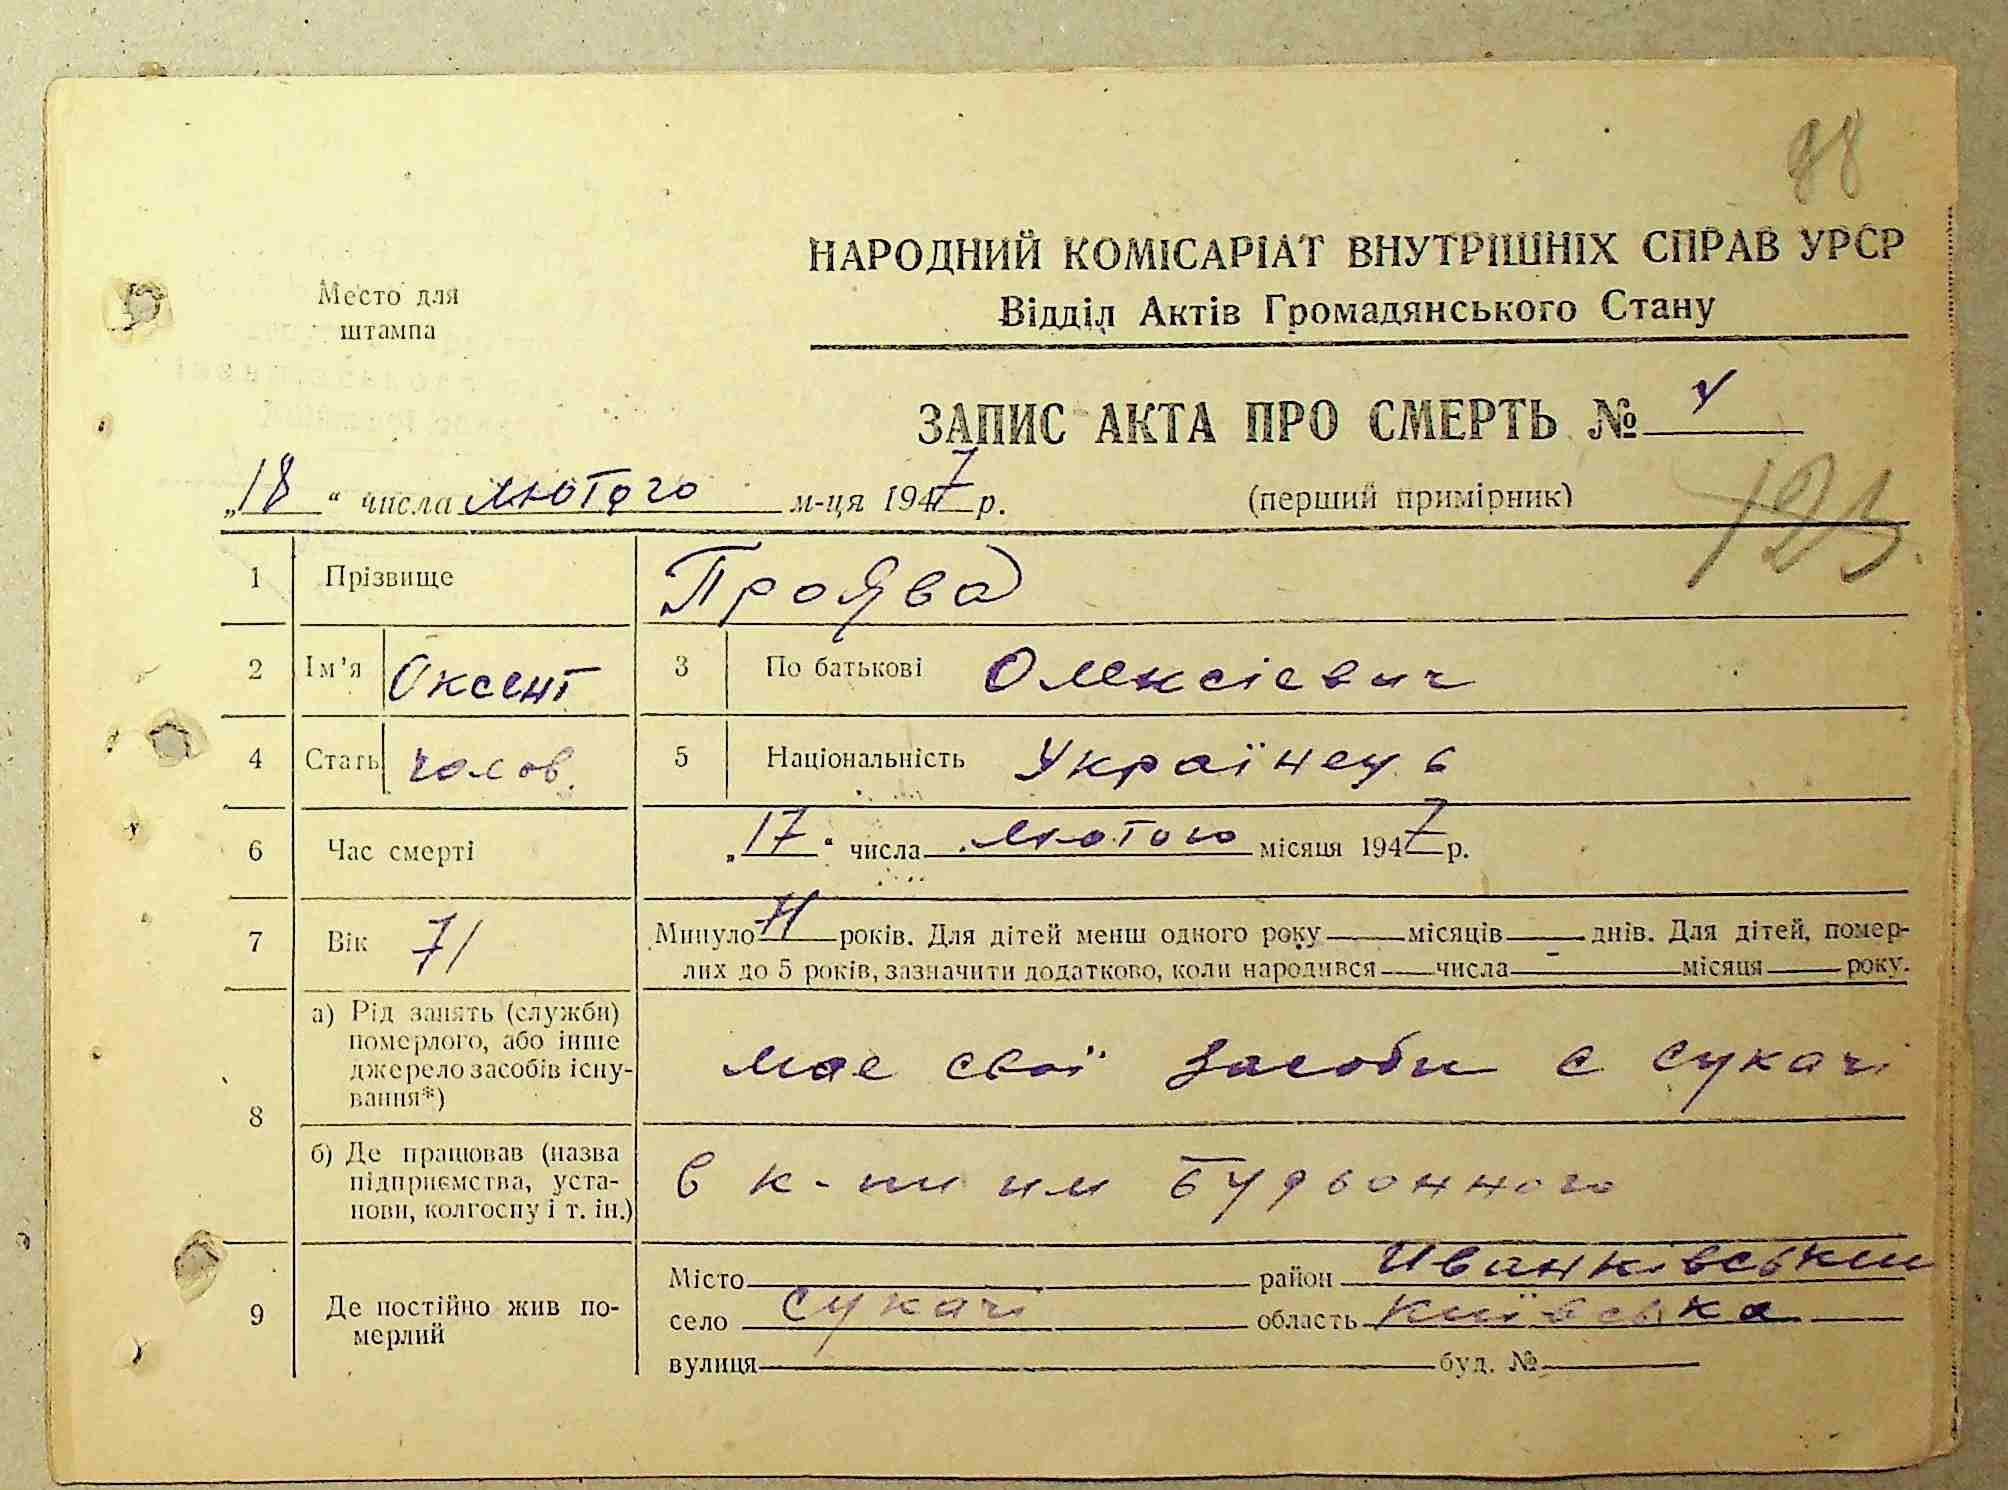 98
НАРОДНИЙ КОМІСАРІАТ ВНУТРІШНІХ СПРАВ УРСР
Відділ Актів Громадянського Стану
Место для
штампа
ЗАПИС АКТА ПРО СМЕРТЬ №
„18“ числа лютого м-ця 1947 р.
(перший примірник)
123.
1 Прізвище Проява
2 Ім'я Оксент 3 По батькові Олексієвич
4 Стать чолов. 5 Національність Українець
6 Час смерті „17“ числа лютого місяця 1947 р.
7 Вік 71 Минуло 71 років. Для дітей менш одного року місяців днів. Для дітей, помер-
лих до 5 років, зазначити додатково, коли народився числа місяця року.
8 а) Рід занять (служби)
померлого, або інше
джерело засобів існу-
вання*)
має свої засоби с сукачі
б) Де працював (назва
підприємства, уста-
нови, колгоспу і т. ін.)
в к-пи им Будьонного
9 Де постійно жив по-
мерлий
Місто район Иванківський
село сукачі область київська
вулиця буд. №